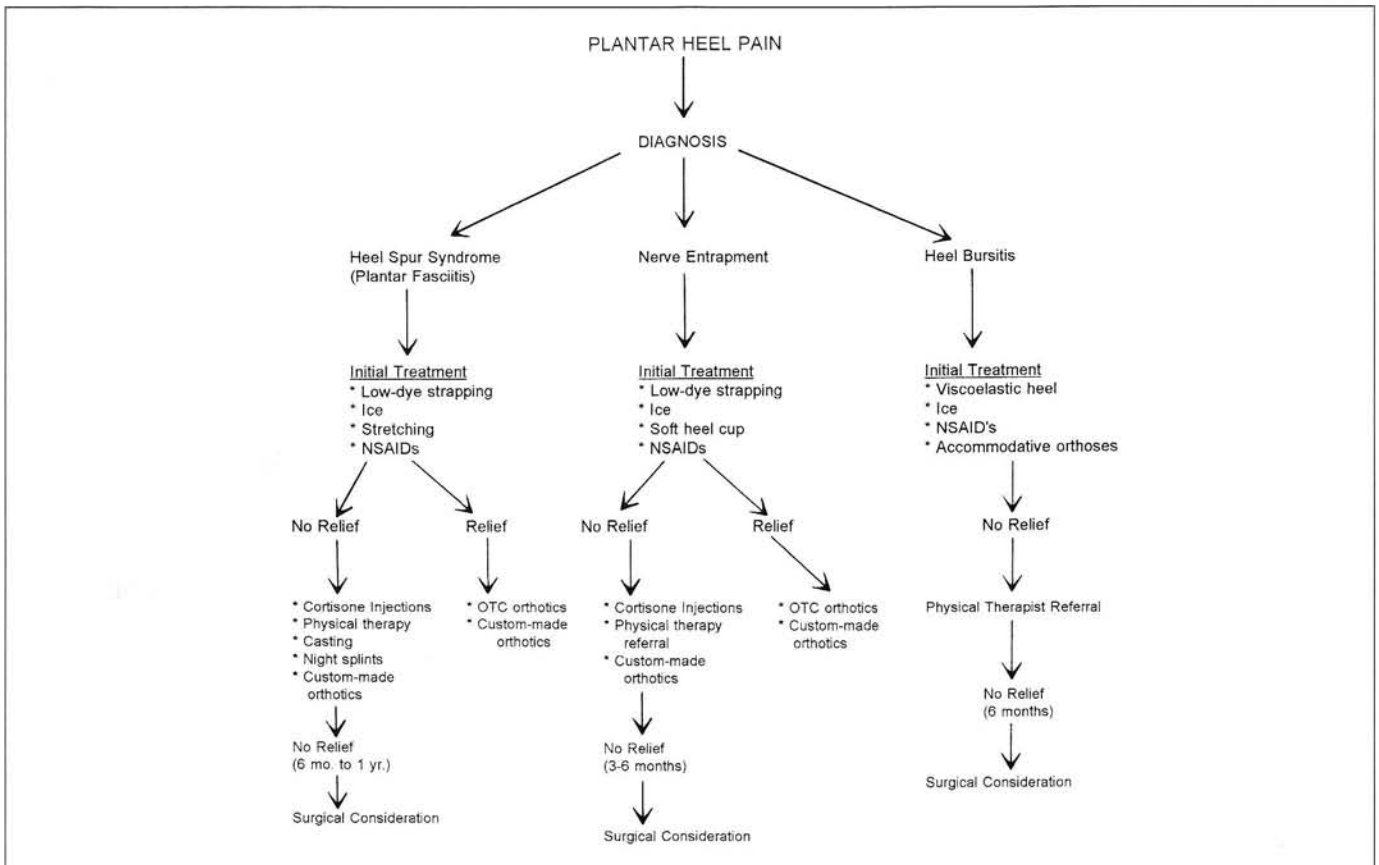 PLANTAR HEEL PAIN
DIAGNOSIS
Heel Spur Syndrome
(Plantar Fasciitis)
Initial Treatment
* Low-dye strapping
* Ice
* Stretching
* NSAIDs
No Relief
Relief
* Cortisone Injections
* Physical therapy
* Casting
* Night splints
* Custom-made
orthotics
* OTC orthotics
* Custom-made
orthotics
No Relief
(6 mo. to 1 yr.)
Surgical Consideration
Nerve Entrapment
Initial Treatment
* Low-dye strapping
* Ice
* Soft heel cup
* NSAIDs
No Relief
Relief
* Cortisone Injections
* Physical therapy
referral
* Custom-made
orthotics
* OTC orthotics
* Custom-made
orthotics
No Relief
(3-6 months)
Surgical Consideration
Heel Bursitis
Initial Treatment
* Viscoelastic heel
* Ice
* NSAID's
* Accommodative orthoses
No Relief
Physical Therapist Referral
No Relief
(6 months)
Surgical Consideration